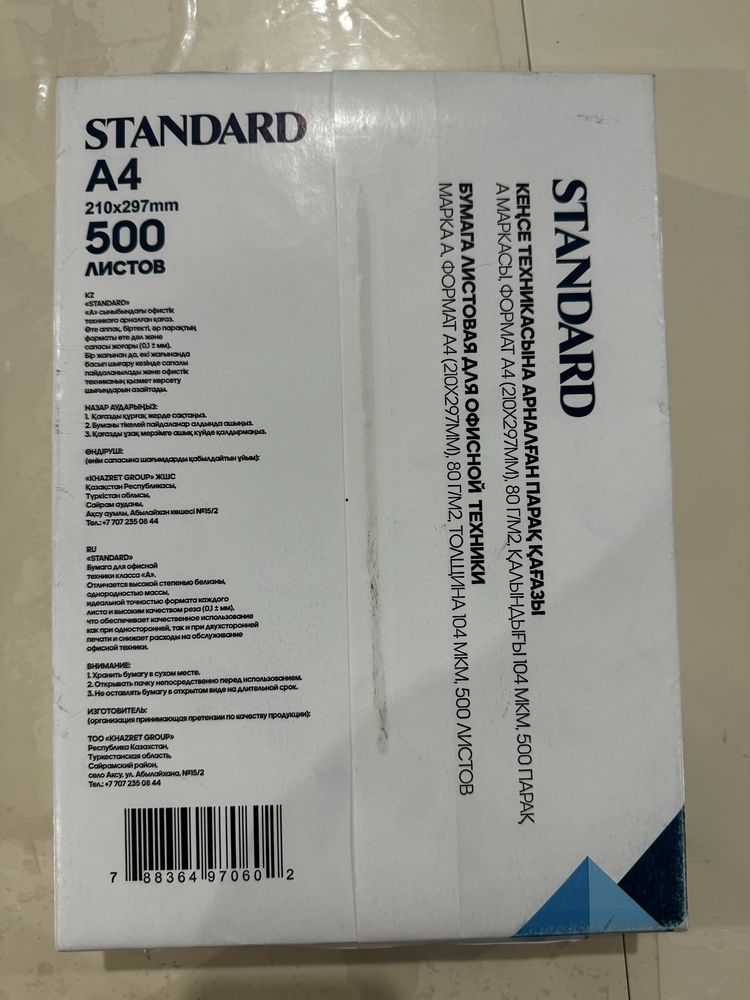 STANDARD
A4
210x297mm
500
ЛИСТОВ
KZ
«STANDARD»
«А» сыныбындағы офистік
техникаға арналған қағаз.
Өте аппақ, біртекті, әр парақтың
форматы өте дәл және
сапасы жоғары (0,1 ± мм).
Бір жағынан да, екі жағынанда
басып шығару кезінде сапалы
пайдаланылады және офистік
техниканың қызмет көрсету
шығындарын азайтады.
НАЗАР АУДАРЫҢЫЗ:
1. Қағазды құрғақ жерде сақтаңыз.
2. Буманы тікелей пайдаланар алдында ашыңыз.
3. Қағазды ұзақ мерзімге ашық күйде қалдырмаңыз.
ӨНДІРУШІ:
(өнім сапасына шағымдарды қабылдайтын ұйым):
«KHAZRET GROUP» ЖШС
Қазақстан Республикасы,
Түркістан облысы,
Сайрам ауданы,
Ақсу ауылы, Абылайхан көшесі №15/2
Тел.: +7 707 235 08 44
RU
«STANDARD»
Бумага для офисной
техники класса «А».
Отличается высокой степенью белизны,
однородностью массы,
идеальной точностью формата каждого
листа и высоким качеством реза (0,1 ± мм),
что обеспечивает качественное использование
как при односторонней, так и при двухсторонней
печати и снижает расходы на обслуживание
офисной техники.
ВНИМАНИЕ:
1. Хранить бумагу в сухом месте.
2. Открывать пачку непосредственно перед использованием.
3. Не оставлять бумагу в открытом виде на длительной срок.
ИЗГОТОВИТЕЛЬ:
(организация принимающая претензии по качеству продукции):
ТОО «KHAZRET GROUP»
Республика Казахстан,
Туркестанская область,
Сайрамский район,
село Аксу, ул. Абылайхана, №15/2
Тел.: +7 707 235 08 44
7 88364 97060 2
STANDARD
КЕҢСЕ ТЕХНИКАСЫНА АРНАЛҒАН ПАРАҚ ҚАҒАЗЫ
А МАРКАСЫ, ФОРМАТ А4 (210Х297ММ), 80 Г/М2, ҚАЛЫНДЫҒЫ 104 МКМ, 500 ПАРАҚ
БУМАГА ЛИСТОВАЯ ДЛЯ ОФИСНОЙ ТЕХНИКИ
МАРКА А, ФОРМАТ А4 (210Х297ММ), 80 Г/М2, ТОЛЩИНА 104 МКМ, 500 ЛИСТОВ